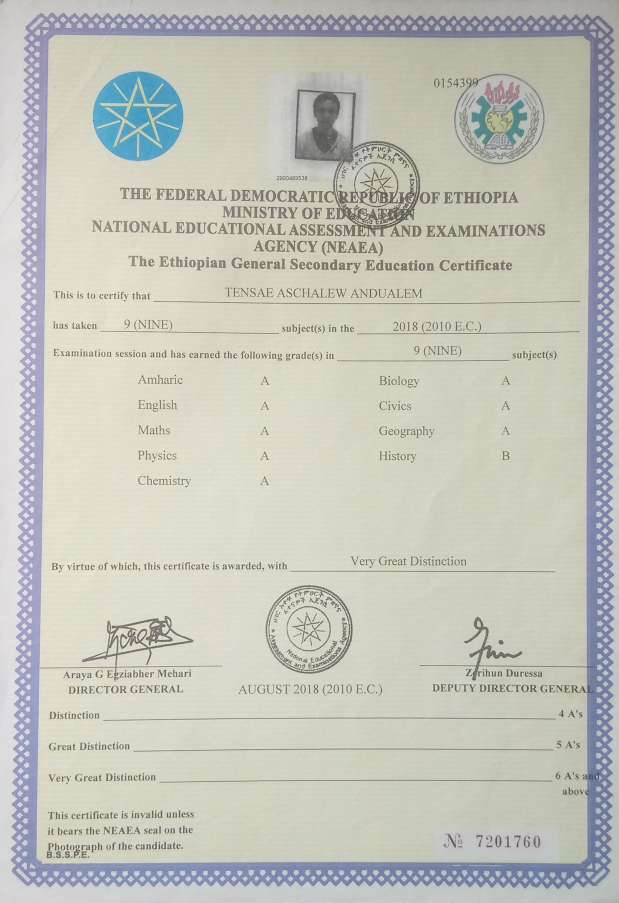 0154399
2000489538
THE FEDERAL DEMOCRATIC REPUBLIC OF ETHIOPIA
MINISTRY OF EDUCATION
NATIONAL EDUCATIONAL ASSESSMENT AND EXAMINATIONS
AGENCY (NEAEA)
The Ethiopian General Secondary Education Certificate
This is to certify that TENSAE ASCHALEW ANDUALEM
has taken 9 (NINE) subject(s) in the 2018 (2010 E.C.)
Examination session and has earned the following grade(s) in 9 (NINE) subject(s)
Amharic A Biology A
English A Civics A
Maths A Geography A
Physics A History B
Chemistry A
By virtue of which, this certificate is awarded, with Very Great Distinction
National Educational
Assessment and Examinations Agency
Araya G Egziabher Mehari Zerihun Duressa
DIRECTOR GENERAL AUGUST 2018 (2010 E.C.) DEPUTY DIRECTOR GENERAL
Distinction 4 A's
Great Distinction 5 A's
Very Great Distinction 6 A's and
above
This certificate is invalid unless
it bears the NEAEA seal on the
Photograph of the candidate.
B.S.S.P.E.
№ 7201760